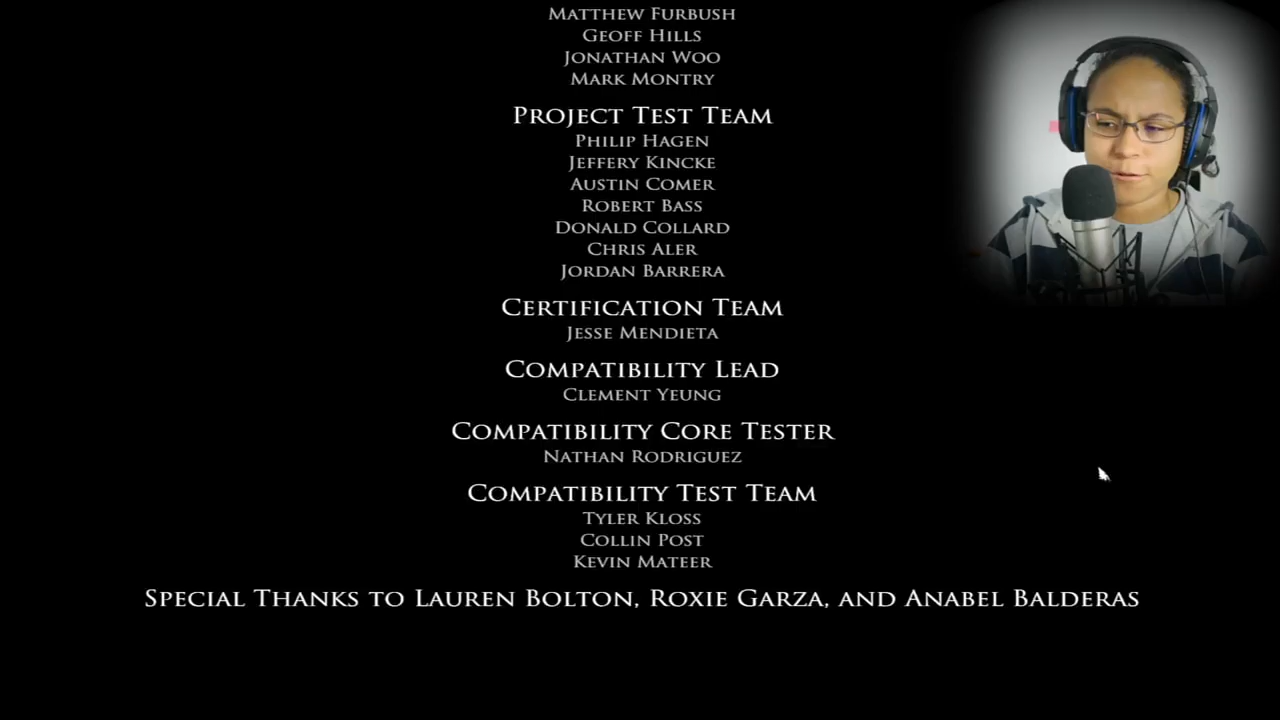 Matthew Furbush
Geoff Hills
Jonathan Woo
Mark Montry
Project Test Team
Philip Hagen
Jeffery Kincke
Austin Comer
Robert Bass
Donald Collard
Chris Aler
Jordan Barrera
Certification Team
Jesse Mendieta
Compatibility Lead
Clement Yeung
Compatibility Core Tester
Nathan Rodriguez
Compatibility Test Team
Tyler Kloss
Collin Post
Kevin Mateer
Special Thanks to Lauren Bolton, Roxie Garza, and Anabel Balderas